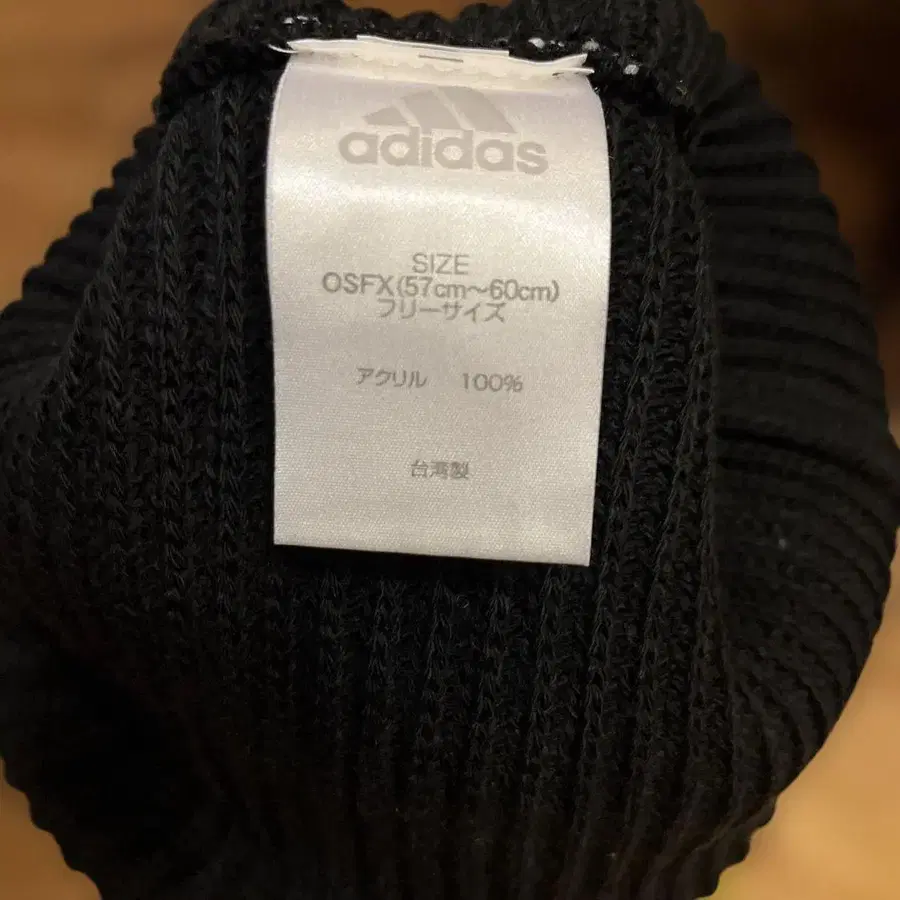 adidas
SIZE
OSFX(57cm～60cm)
フリーサイズ
アクリル 100%
台湾製